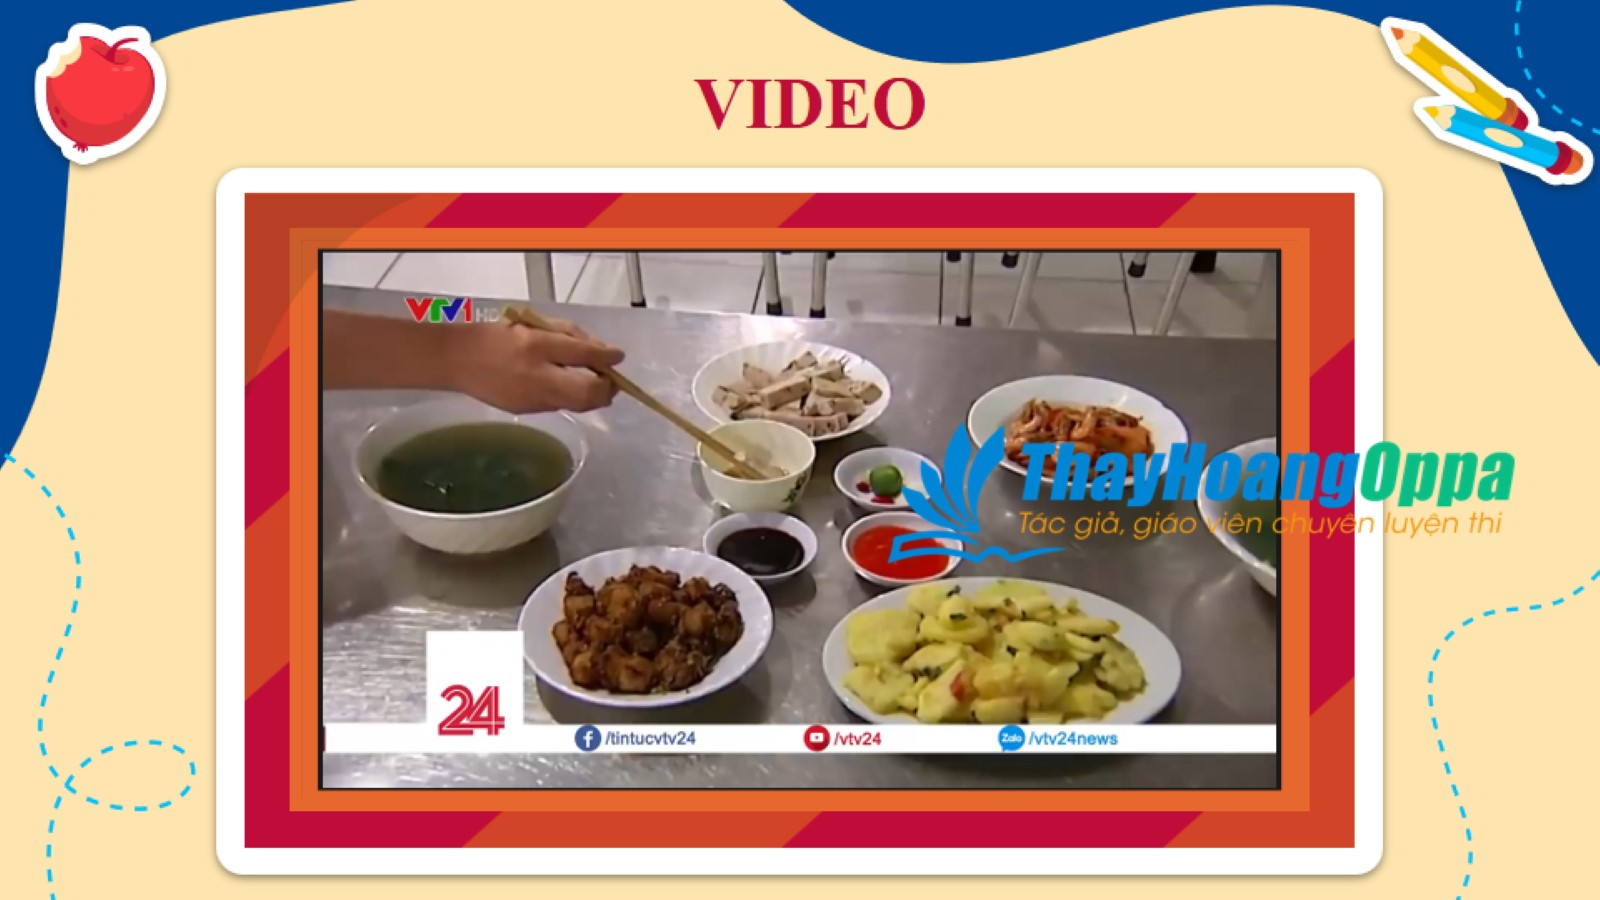 VIDEO
VTV1 HD
ThayHoangOppa
Tác giả, giáo viên chuyên luyện thi
24
/tintucvtv24
/vtv24
Zalo /vtv24news